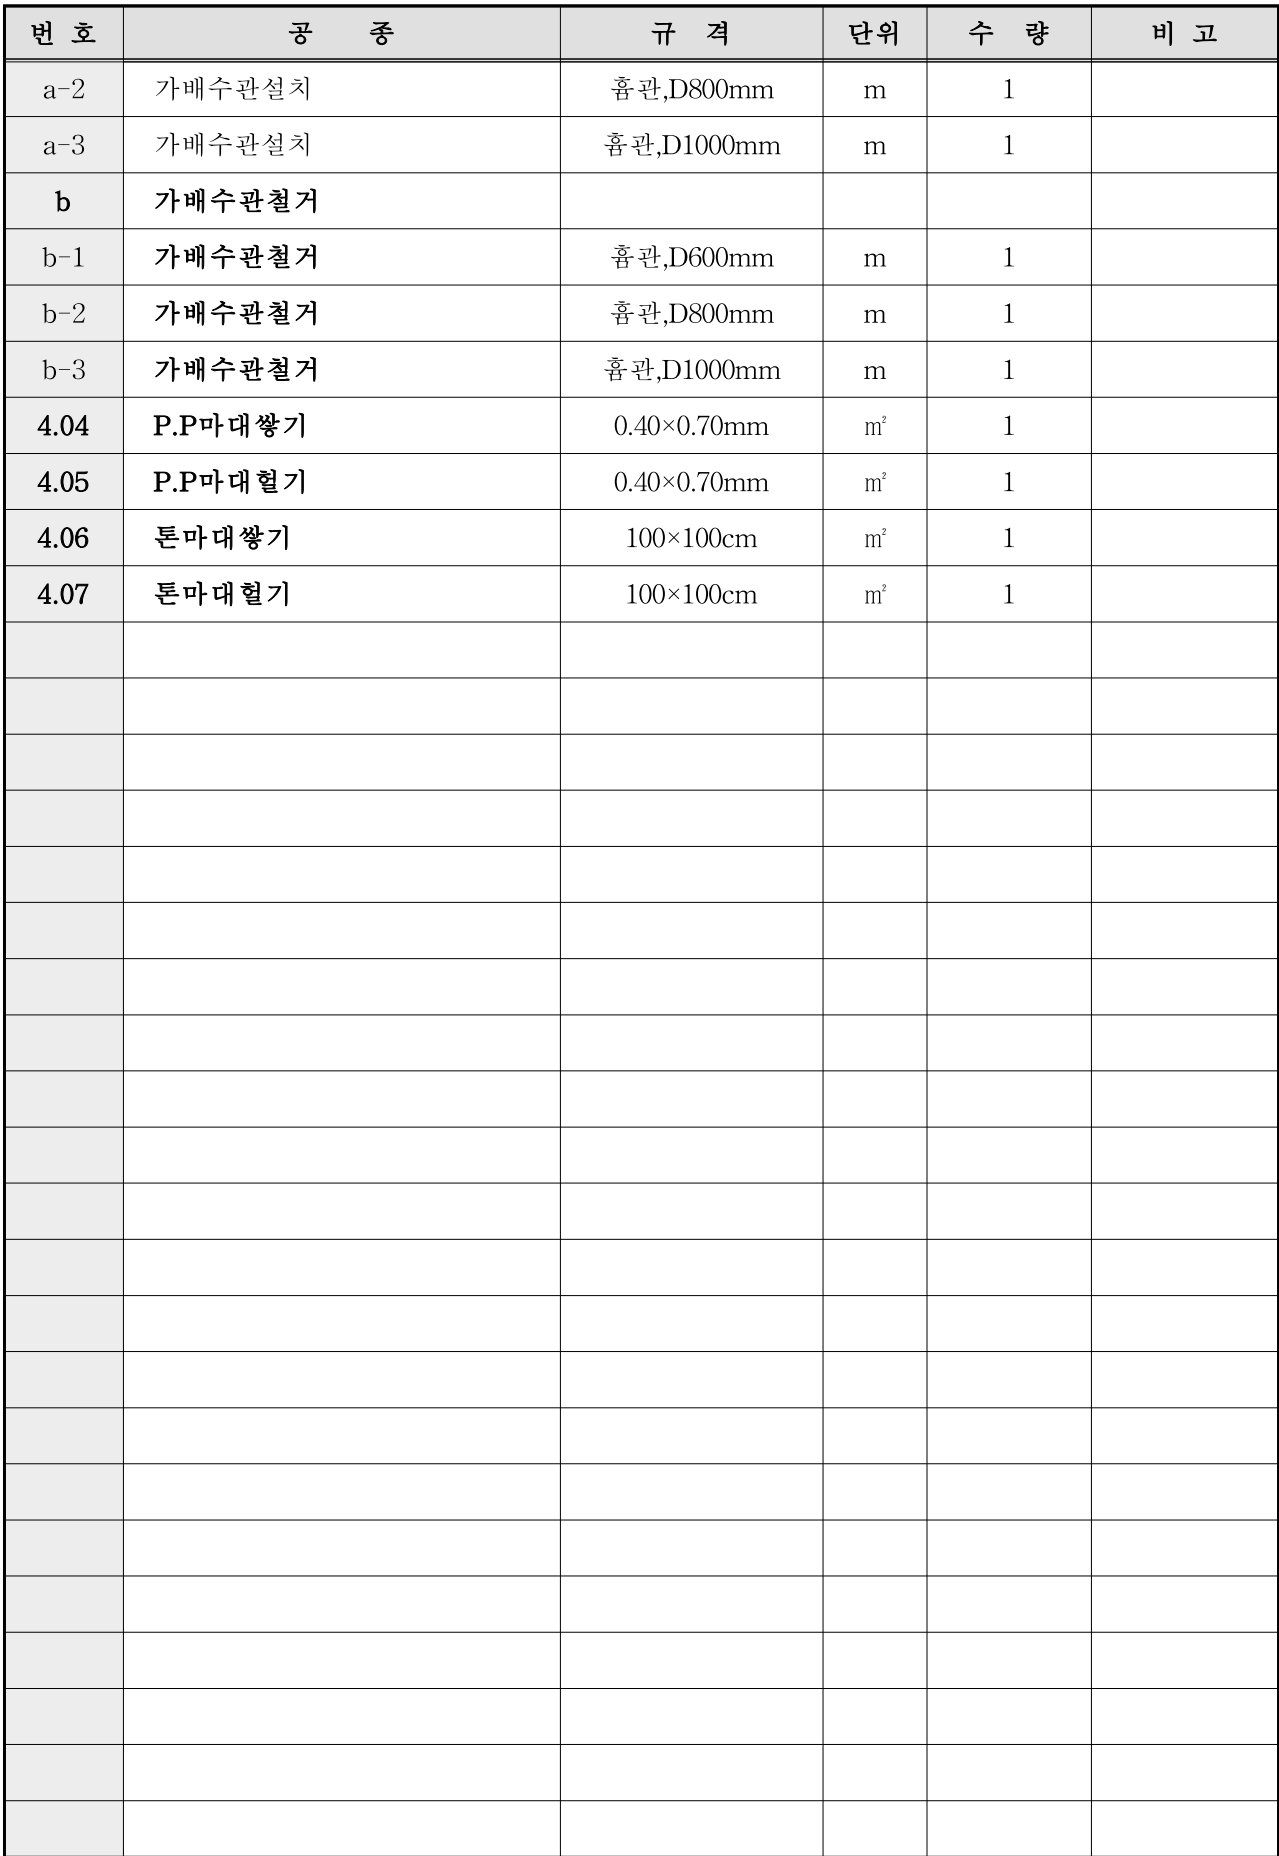 번 호 공 종 규 격 단위 수 량 비 고
a-2 가배수관설치 흄관,D800mm m 1
a-3 가배수관설치 흄관,D1000mm m 1
b 가배수관철거
b-1 가배수관철거 흄관,D600mm m 1
b-2 가배수관철거 흄관,D800mm m 1
b-3 가배수관철거 흄관,D1000mm m 1
4.04 P.P마대쌓기 0.40×0.70mm ㎡ 1
4.05 P.P마대헐기 0.40×0.70mm ㎡ 1
4.06 톤마대쌓기 100×100cm ㎡ 1
4.07 톤마대헐기 100×100cm ㎡ 1